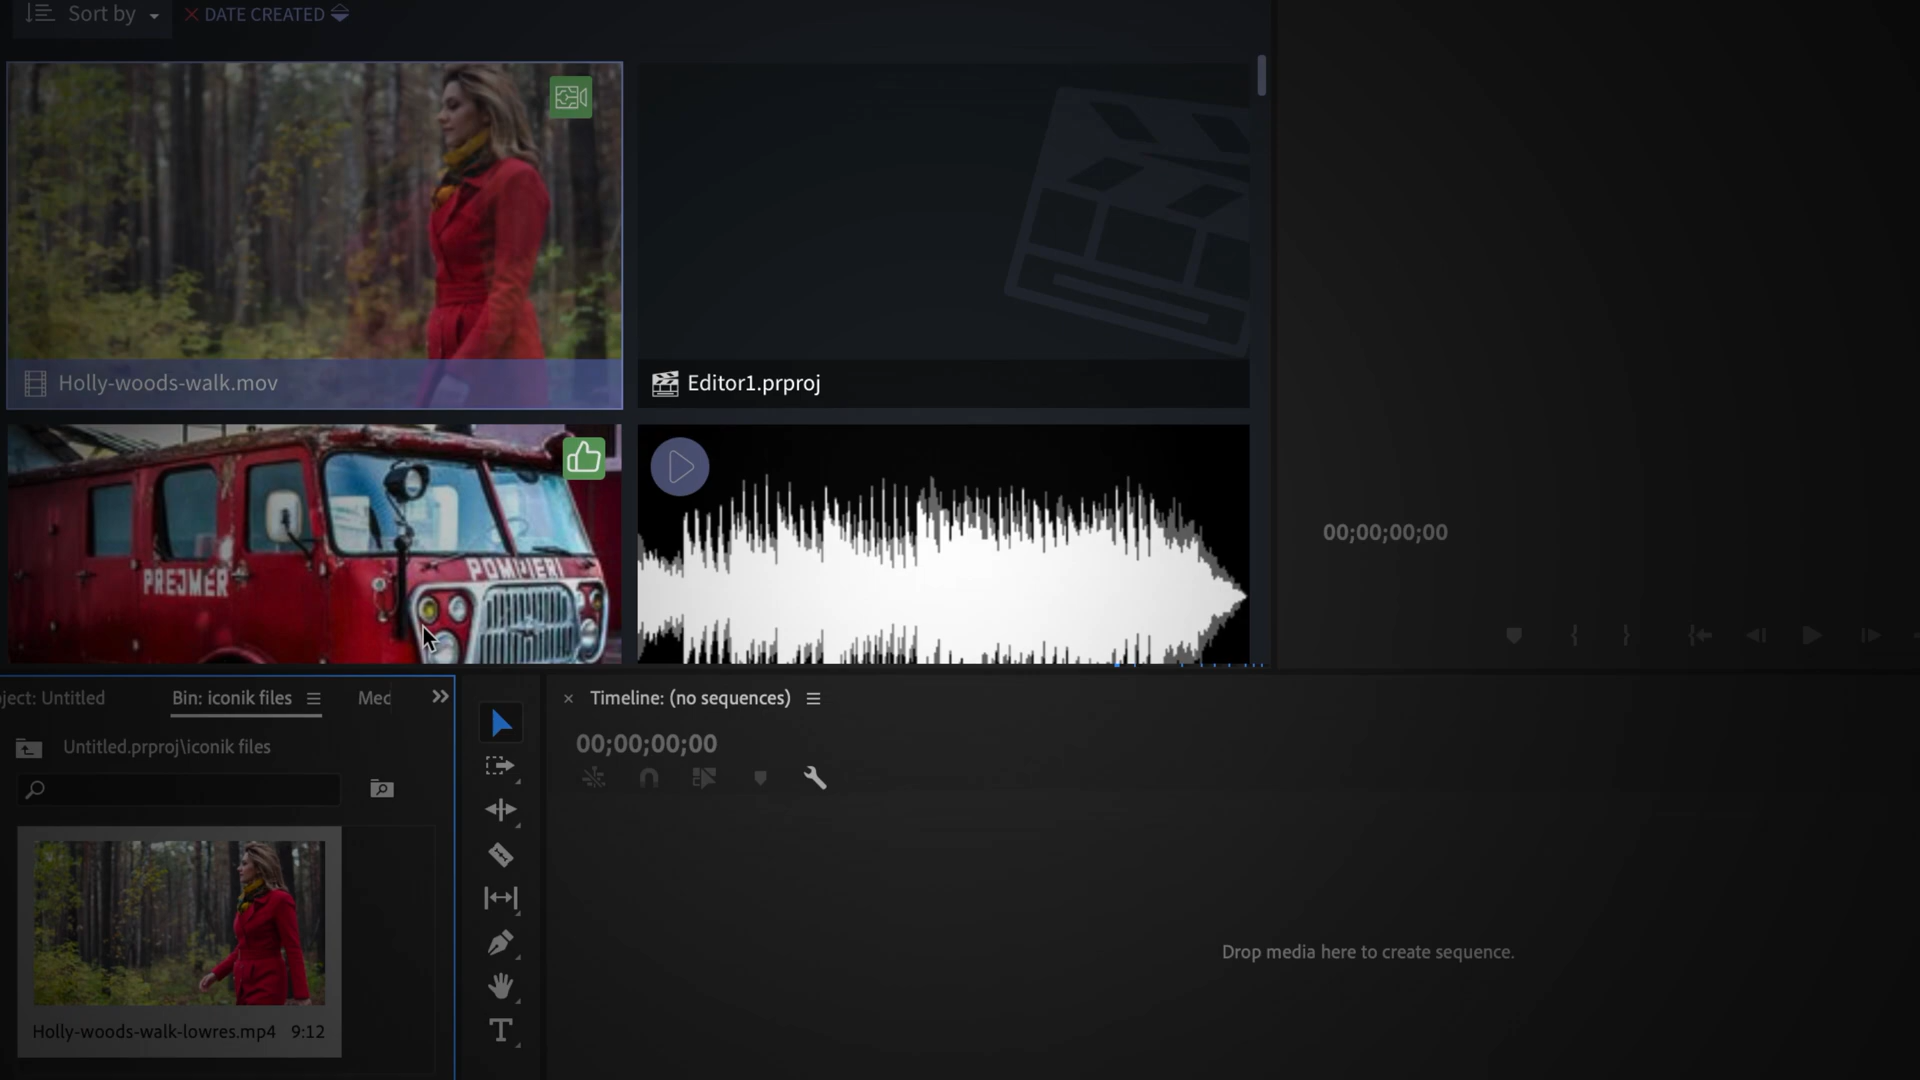 Sort by
DATE CREATED
Holly-woods-walk.mov
Editor1.prproj
PREJMER
POMPIERI
00;00;00;00
ject: Untitled
Bin: iconik files
Med
Timeline: (no sequences)
00;00;00;00
Untitled.prproj\iconik files
Drop media here to create sequence.
Holly-woods-walk-lowres.mp4 9:12